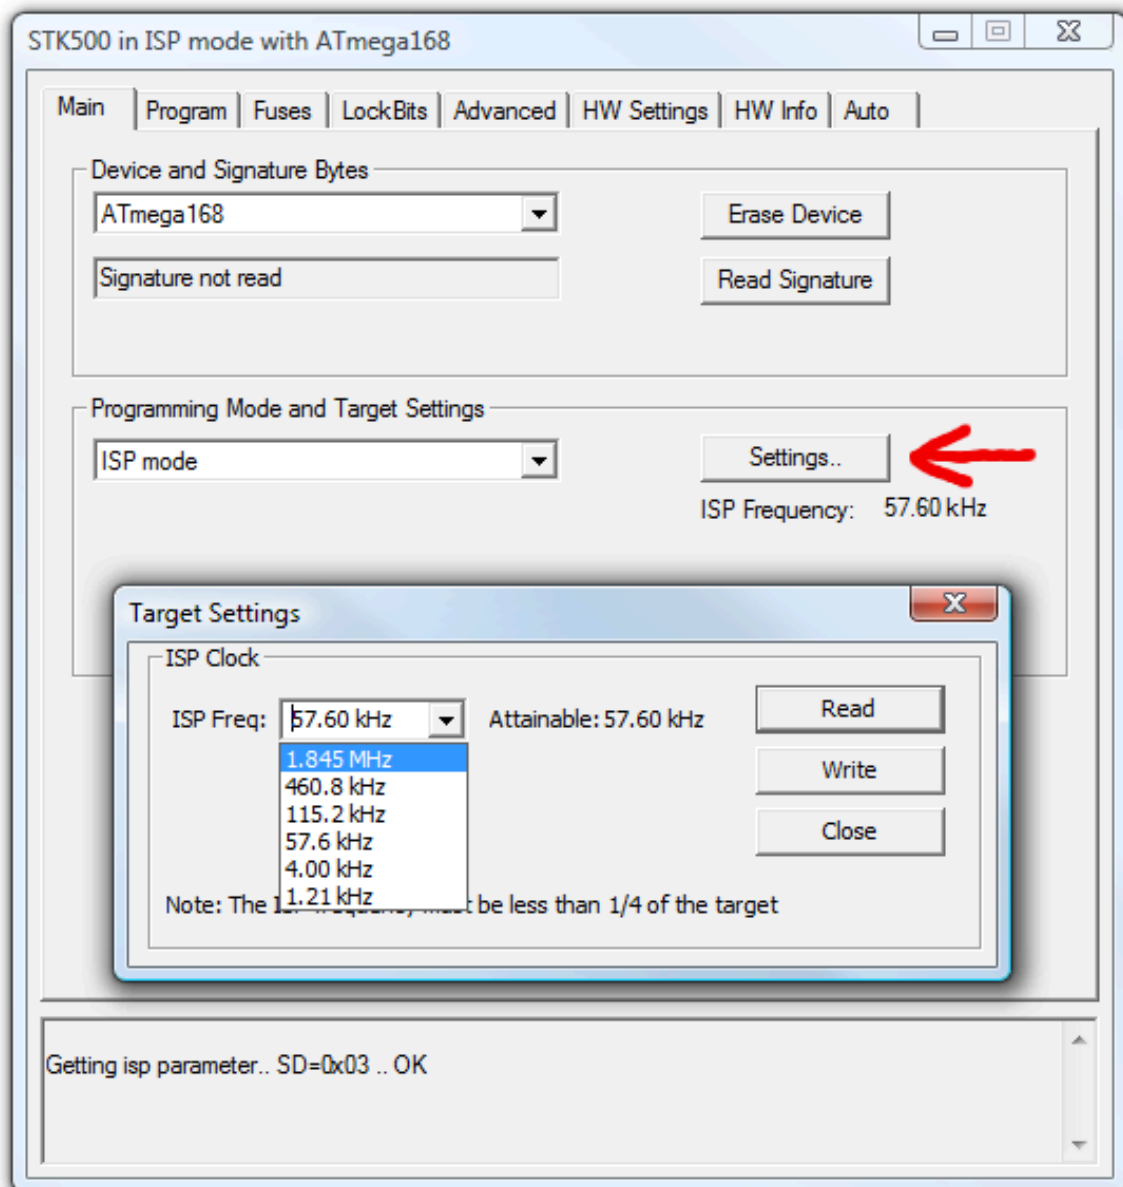 STK500 in ISP mode with ATmega168
Main Program Fuses LockBits Advanced HW Settings HW Info Auto
Device and Signature Bytes
ATmega168 Erase Device
Signature not read Read Signature
Programming Mode and Target Settings
ISP mode Settings..
ISP Frequency: 57.60 kHz
Target Settings
ISP Clock
ISP Freq: 57.60 kHz Attainable: 57.60 kHz Read
1.845 MHz
460.8 kHz Write
115.2 kHz
57.6 kHz Close
4.00 kHz
1.21 kHz
Note: The be less than 1/4 of the target
Getting isp parameter.. SD=0x03 .. OK